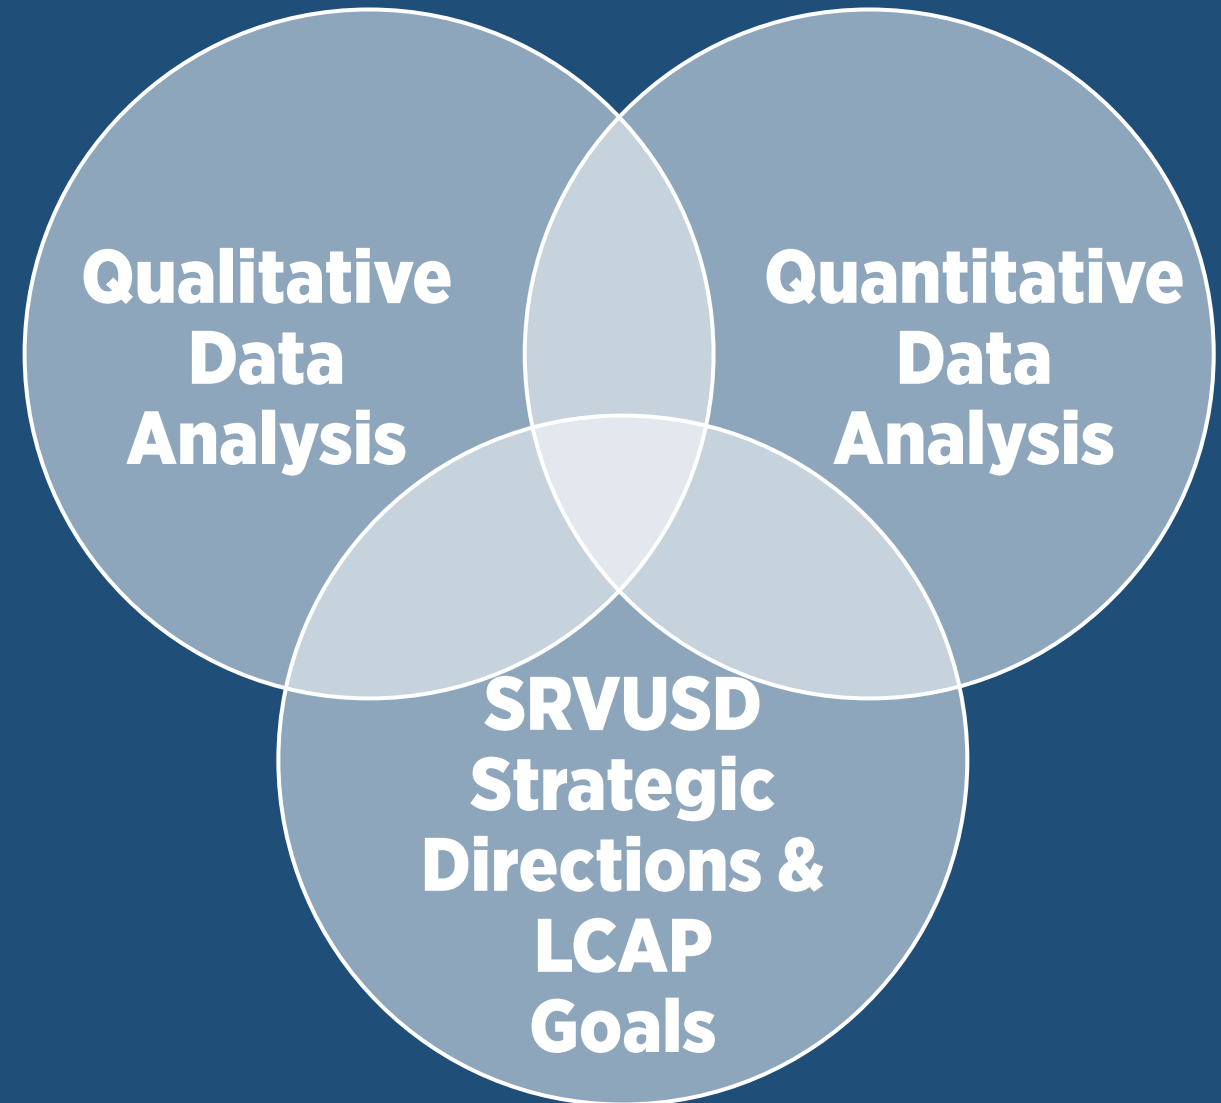 Qualitative
Data
Analysis
Quantitative
Data
Analysis
SRVUSD
Strategic
Directions &
LCAP
Goals